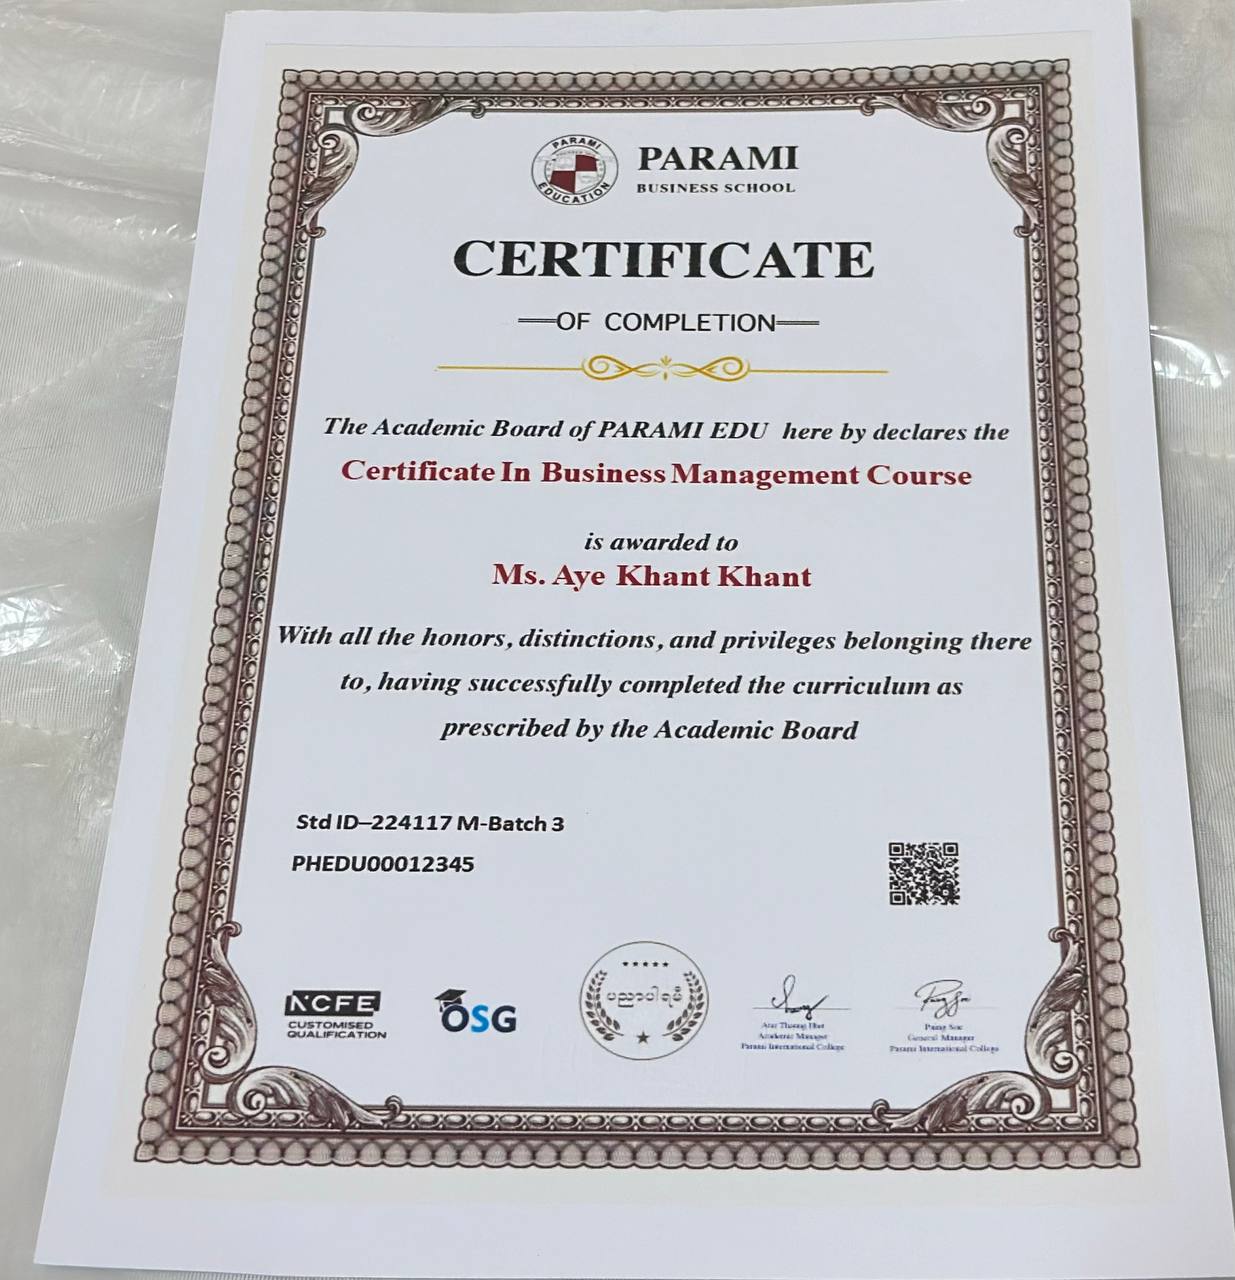 PARAMI
EDUCATION
PARAMI
BUSINESS SCHOOL
CERTIFICATE
OF COMPLETION
The Academic Board of PARAMI EDU here by declares the
Certificate In Business Management Course
is awarded to
Ms. Aye Khant Khant
With all the honors, distinctions, and privileges belonging there
to, having successfully completed the curriculum as
prescribed by the Academic Board
Std ID–224117 M-Batch 3
PHEDU00012345
NCFE
CUSTOMISED
QUALIFICATION
OSG
ပညာပါရမီ
Academic Manager
Parami International College
Paing Soe
General Manager
Parami International College